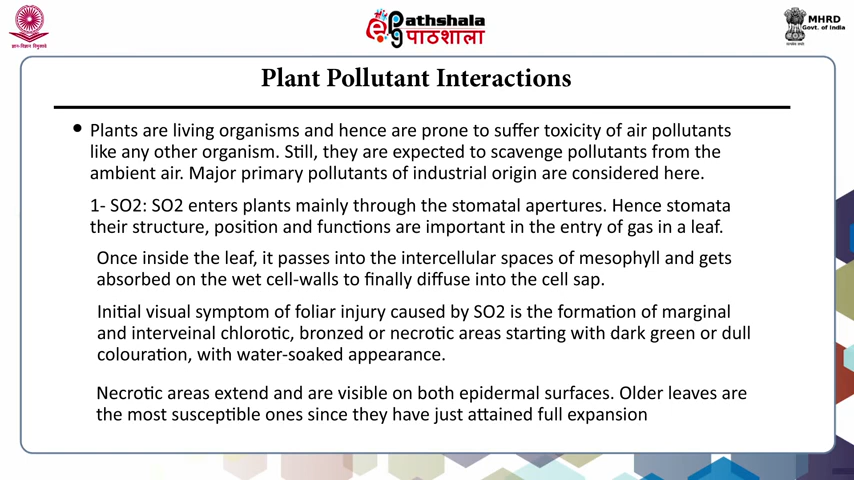 ज्ञान-विज्ञान विमुक्तये
ePathshala
पाठशाला
MHRD
Govt. of India
Plant Pollutant Interactions
• Plants are living organisms and hence are prone to suffer toxicity of air pollutants
like any other organism. Still, they are expected to scavenge pollutants from the
ambient air. Major primary pollutants of industrial origin are considered here.
1- SO2: SO2 enters plants mainly through the stomatal apertures. Hence stomata
their structure, position and functions are important in the entry of gas in a leaf.
Once inside the leaf, it passes into the intercellular spaces of mesophyll and gets
absorbed on the wet cell-walls to finally diffuse into the cell sap.
Initial visual symptom of foliar injury caused by SO2 is the formation of marginal
and interveinal chlorotic, bronzed or necrotic areas starting with dark green or dull
colouration, with water-soaked appearance.
Necrotic areas extend and are visible on both epidermal surfaces. Older leaves are
the most susceptible ones since they have just attained full expansion